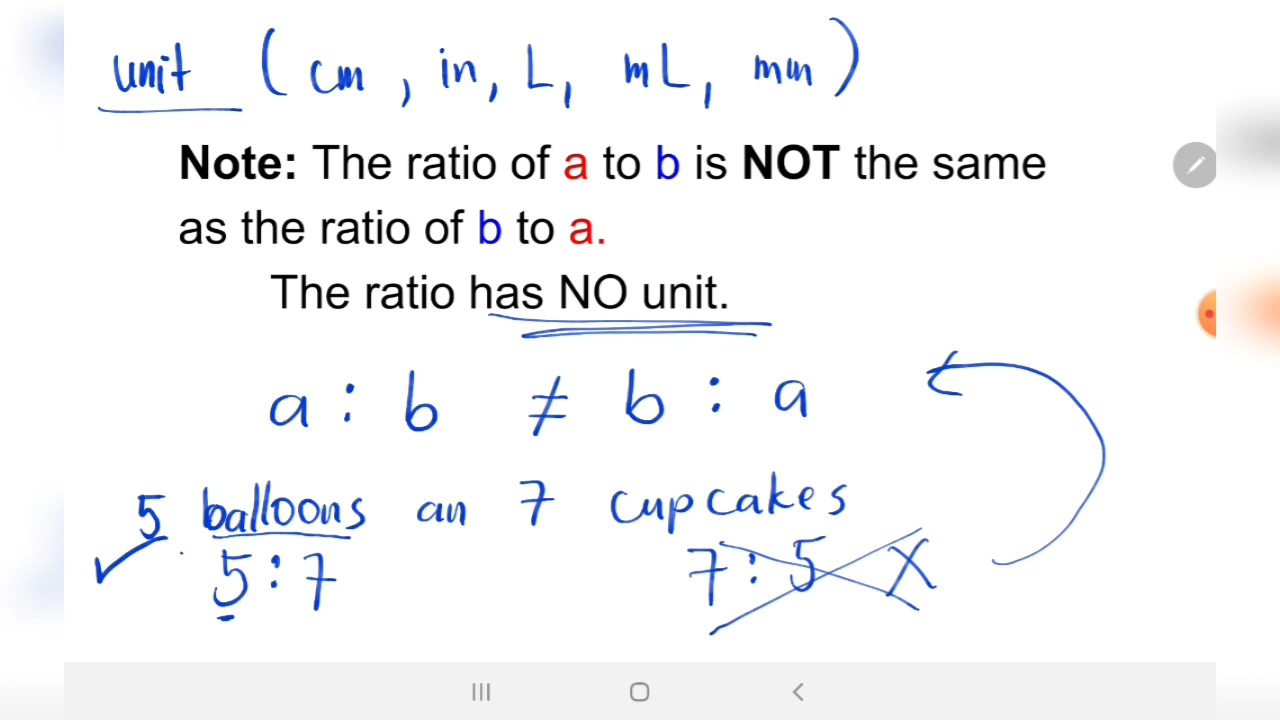 unit (cm, in, L, mL, min)
Note: The ratio of a to b is NOT the same
as the ratio of b to a.
The ratio has NO unit.
a : b ≠ b : a
5 balloons an 7 cupcakes
✓ 5:7 7:5 X